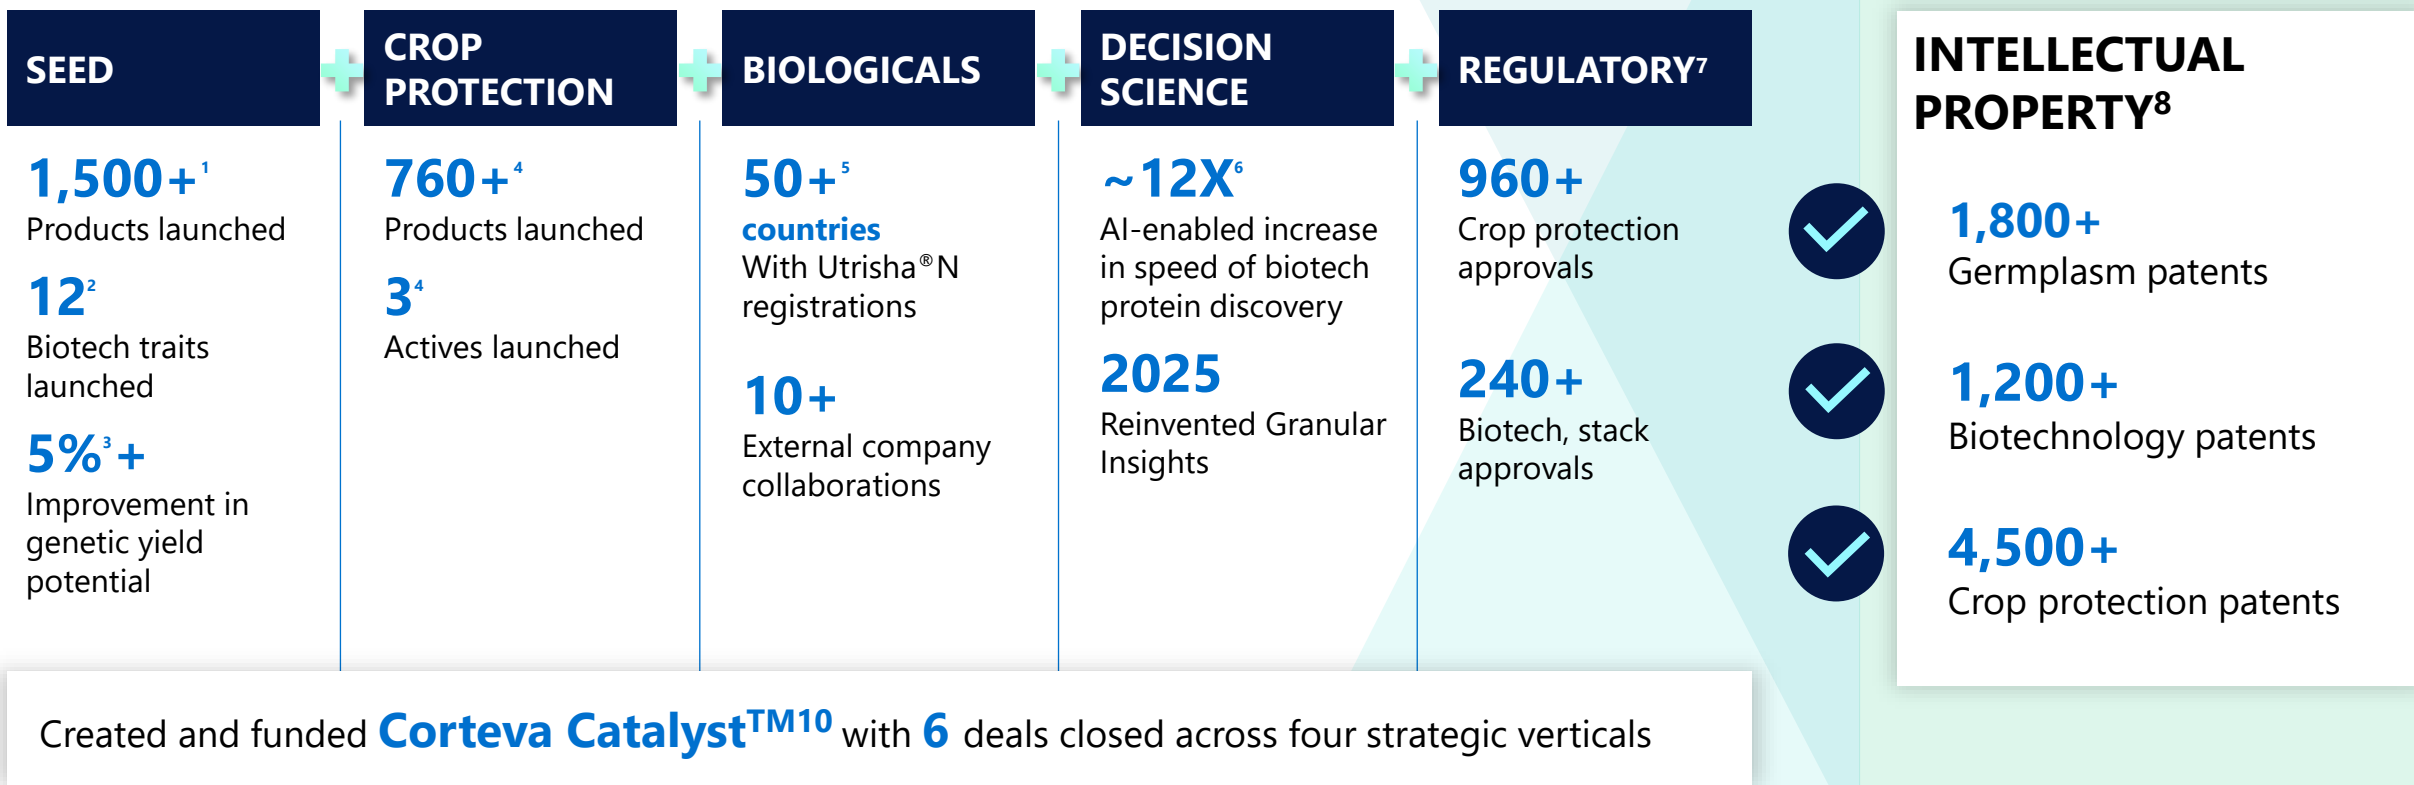 SEED
1,500+¹
Products launched
12²
Biotech traits
launched
5%³+
Improvement in
genetic yield
potential
CROP
PROTECTION
760+⁴
Products launched
3⁴
Actives launched
BIOLOGICALS
50+⁵
countries
With Utrisha®N
registrations
10+
External company
collaborations
DECISION
SCIENCE
~12X⁶
AI-enabled increase
in speed of biotech
protein discovery
2025
Reinvented Granular
Insights
REGULATORY⁷
960+
Crop protection
approvals
240+
Biotech, stack
approvals
INTELLECTUAL
PROPERTY⁸
1,800+
Germplasm patents
1,200+
Biotechnology patents
4,500+
Crop protection patents
Created and funded Corteva Catalyst™¹⁰ with 6 deals closed across four strategic verticals